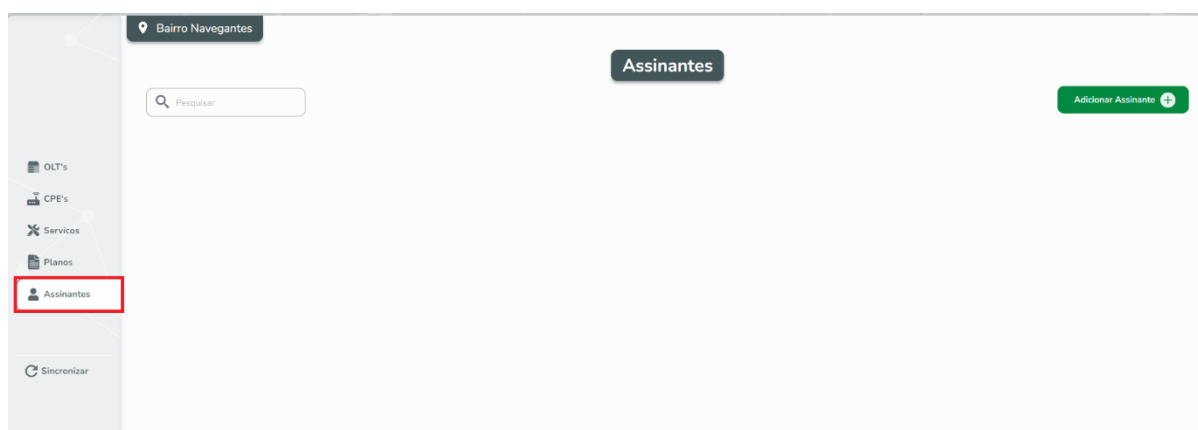 Bairro Navegantes
Assinantes
Pesquisar
Adicionar Assinante
OLT's
CPE's
Servicos
Planos
Assinantes
Sincronizar